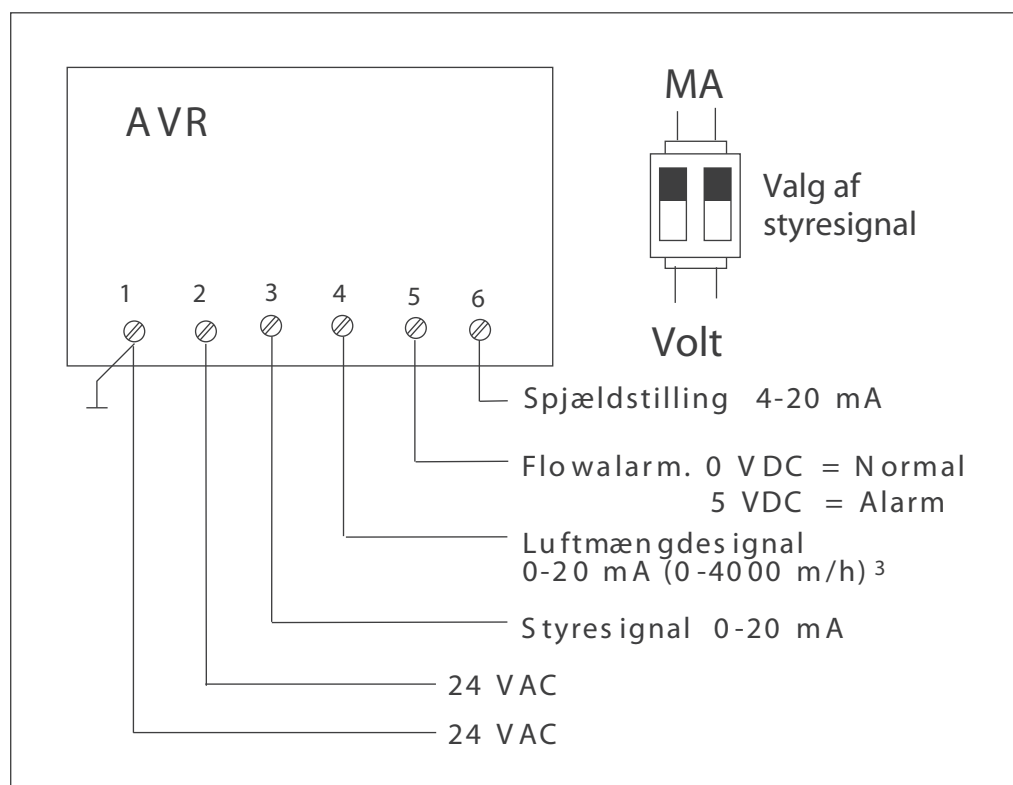 AVR
MA
Valg af
styresignal
Volt
1 2 3 4 5 6
Spjældstilling 4-20 mA
Flowalarm. 0 VDC = Normal
5 VDC = Alarm
Luftmængdesignal
0-20 mA (0-4000 m/h) 3
Styresignal 0-20 mA
24 VAC
24 VAC